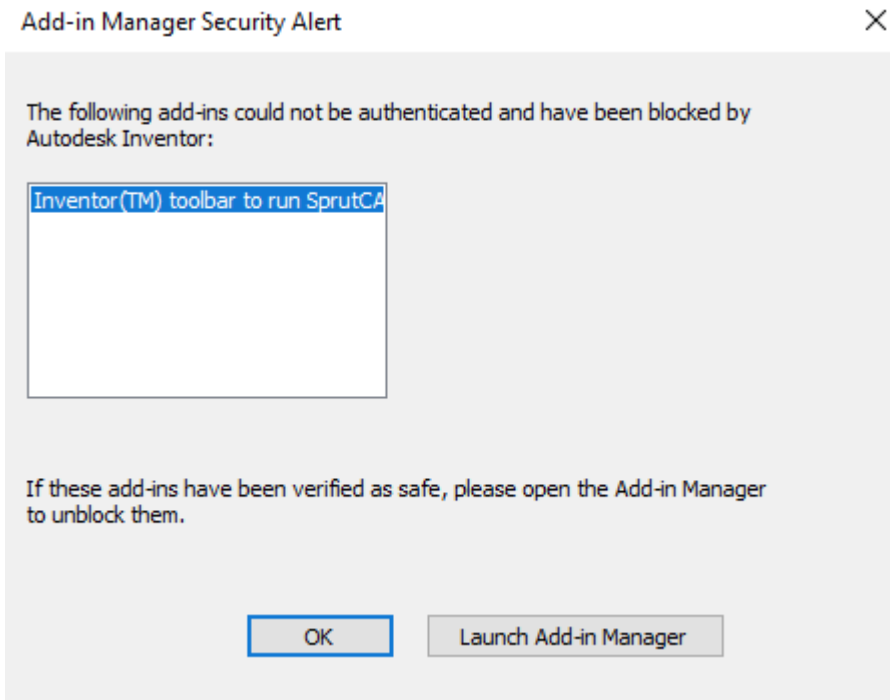 Add-in Manager Security Alert
The following add-ins could not be authenticated and have been blocked by
Autodesk Inventor:
Inventor(TM) toolbar to run SprutCA
If these add-ins have been verified as safe, please open the Add-in Manager
to unblock them.
OK
Launch Add-in Manager